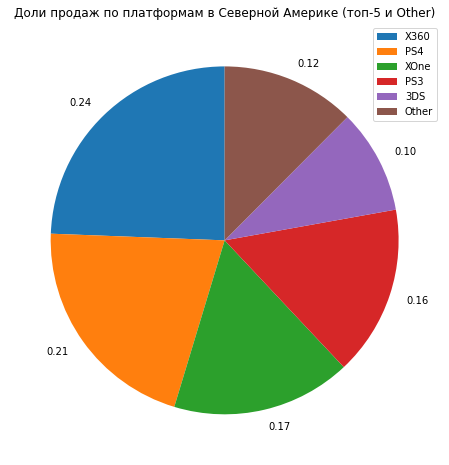 Доли продаж по платформам в Северной Америке (топ-5 и Other)
X360
PS4
XOne
PS3
3DS
Other
0.12
0.24
0.10
0.16
0.21
0.17